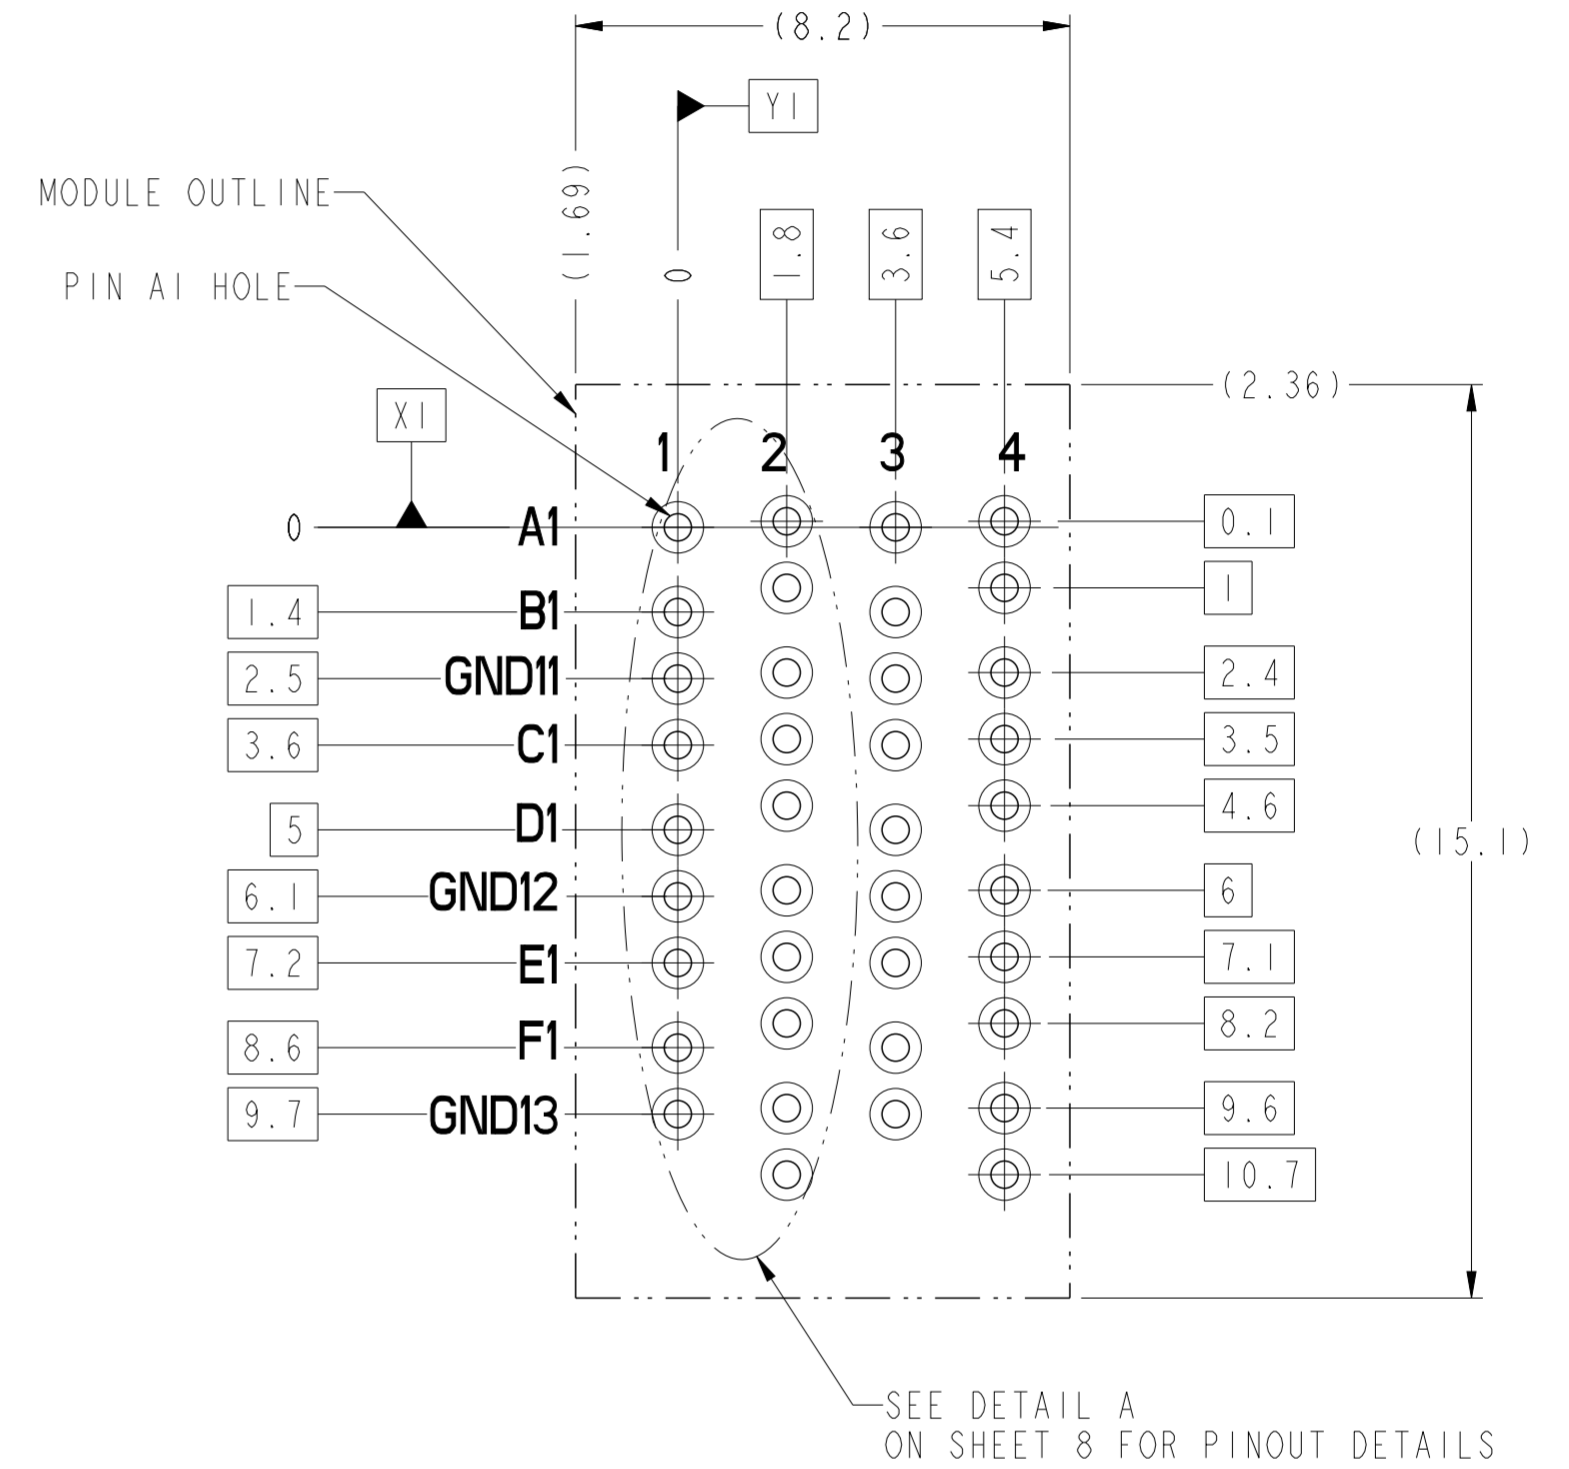 (8.2)
Y1
MODULE OUTLINE
(1.69)
0
1.8
3.6
5.4
PIN A1 HOLE
(2.36)
X1
1 2 3 4
0 A1 0.1
1
1.4 B1
2.5 GND11 2.4
3.6 C1 3.5
4.6
5 D1
(15.1)
6.1 GND12 6
7.2 E1 7.1
8.2
8.6 F1
9.7 GND13 9.6
10.7
SEE DETAIL A
ON SHEET 8 FOR PINOUT DETAILS